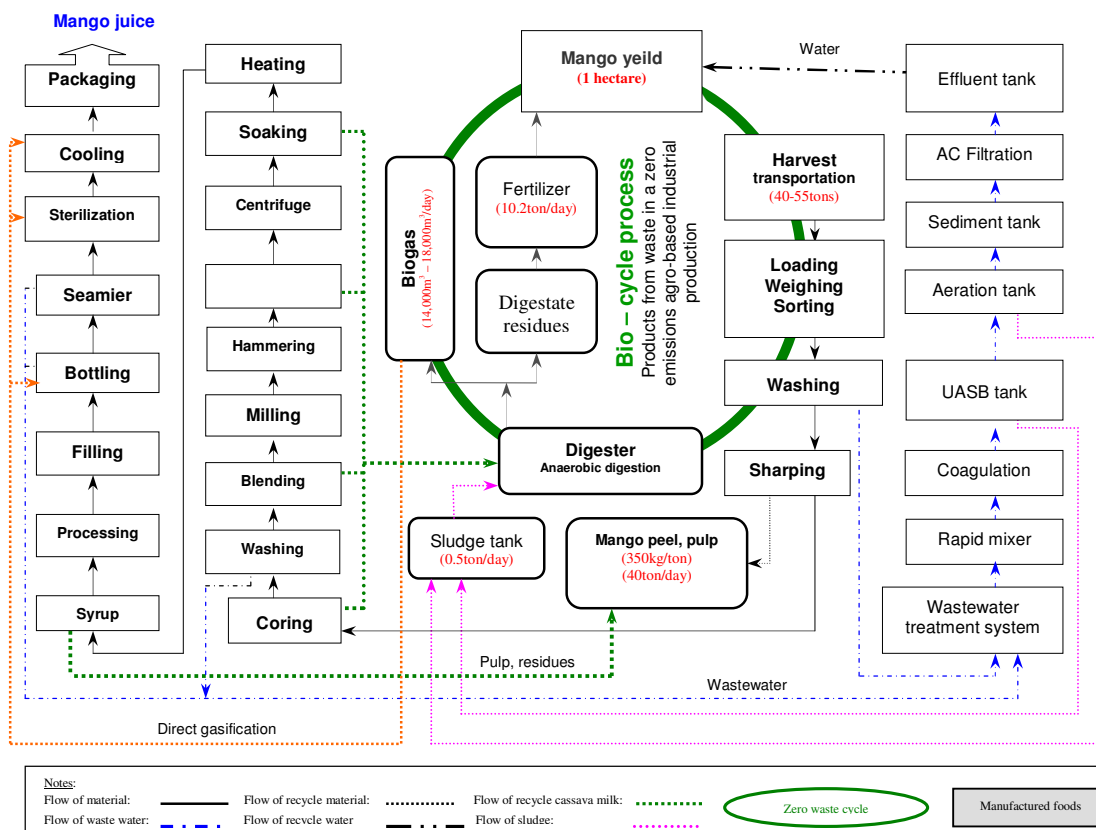 Mango juice
Packaging
Cooling
Sterilization
Seamier
Bottling
Filling
Processing
Syrup
Heating
Soaking
Centrifuge
Hammering
Milling
Blending
Washing
Coring
Mango yeild
(1 hectare)
Biogas
(14,000m³ – 18,000m³/day)
Fertilizer
(10.2ton/day)
Digestate
residues
Bio – cycle process
Products from waste in a zero
emissions agro-based industrial
production
Digester
Anaerobic digestion
Sludge tank
(0.5ton/day)
Mango peel, pulp
(350kg/ton)
(40ton/day)
Harvest
transportation
(40-55tons)
Loading
Weighing
Sorting
Washing
Sharping
Water
Effluent tank
AC Filtration
Sediment tank
Aeration tank
UASB tank
Coagulation
Rapid mixer
Wastewater
treatment system
Pulp, residues
Wastewater
Direct gasification
Notes:
Flow of material:
Flow of recycle material:
Flow of recycle cassava milk:
Flow of waste water:
Flow of recycle water
Flow of sludge:
Zero waste cycle
Manufactured foods